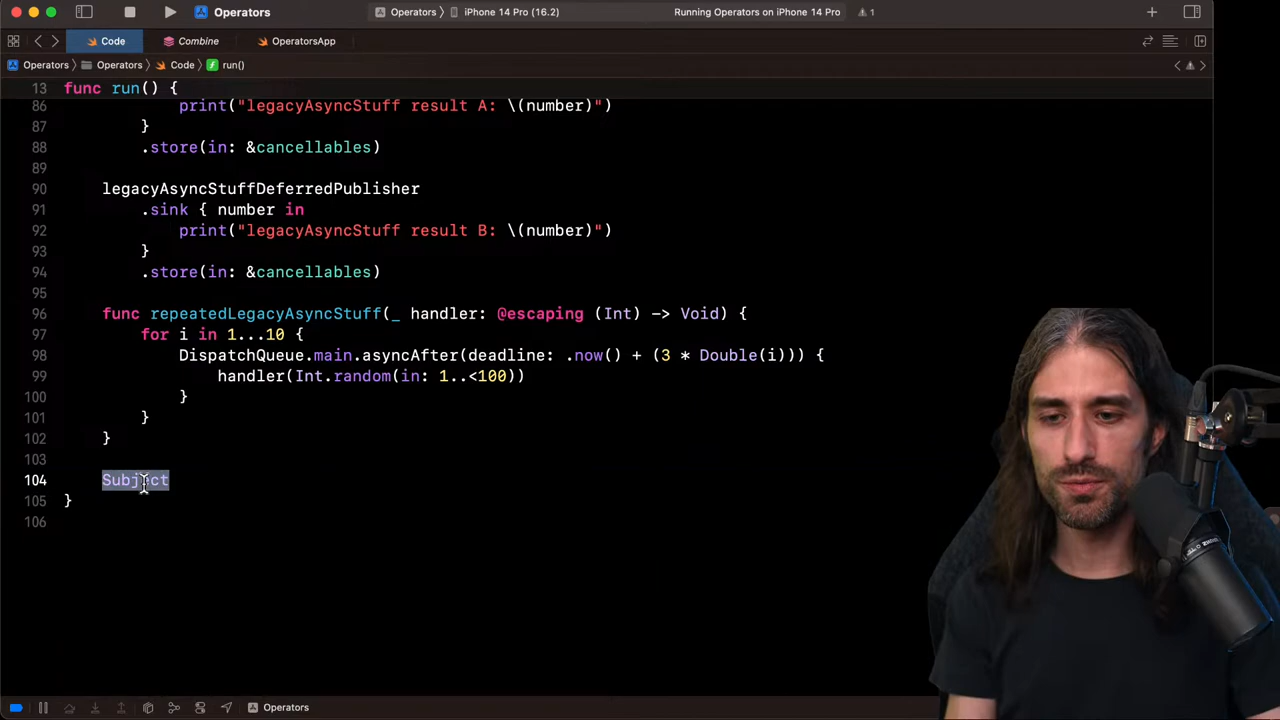 Operators
Operators
iPhone 14 Pro (16.2)
Running Operators on iPhone 14 Pro
1
Code
Combine
OperatorsApp
Operators
Operators
Code
run()
13 func run() {
86 print("legacyAsyncStuff result A: \(number)")
87 }
88 .store(in: &cancellables)
89
90 legacyAsyncStuffDeferredPublisher
91 .sink { number in
92 print("legacyAsyncStuff result B: \(number)")
93 }
94 .store(in: &cancellables)
95
96 func repeatedLegacyAsyncStuff(_ handler: @escaping (Int) -> Void) {
97 for i in 1...10 {
98 DispatchQueue.main.asyncAfter(deadline: .now() + (3 * Double(i))) {
99 handler(Int.random(in: 1..<100))
100 }
101 }
102 }
103
104 Subject
105 }
106
Operators